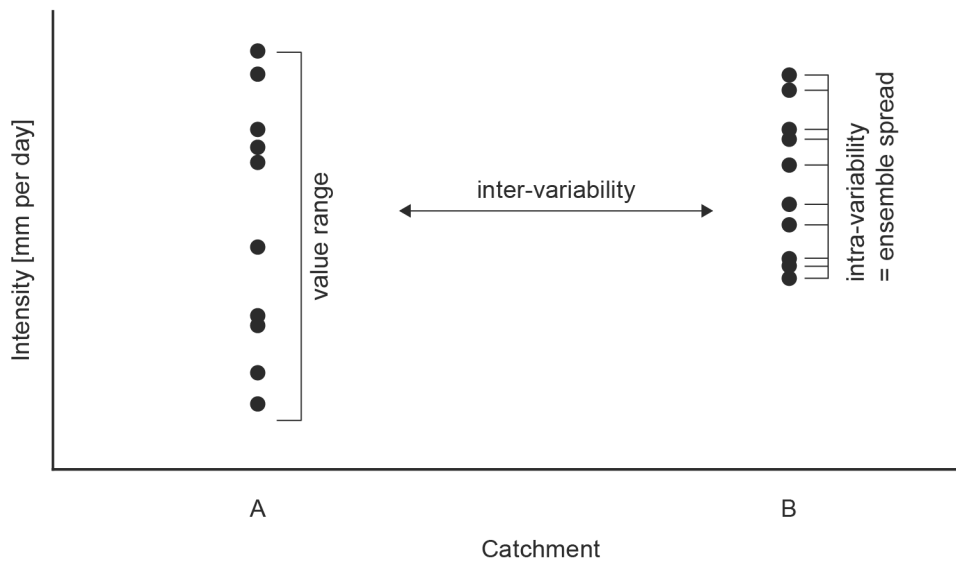 Intensity [mm per day]
value range
inter-variability
intra-variability
= ensemble spread
A
B
Catchment